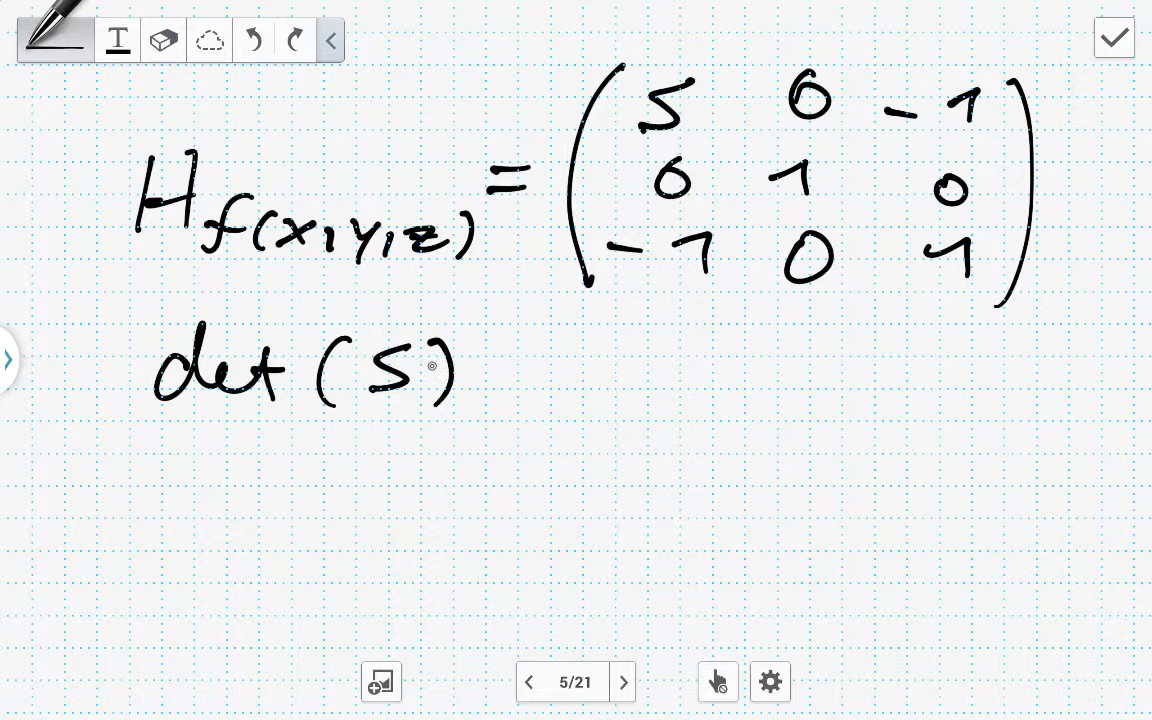 T
H f(x,y,z) = ( 5 0 -1
0 1 0
-1 0 1 )
det (5)
5/21